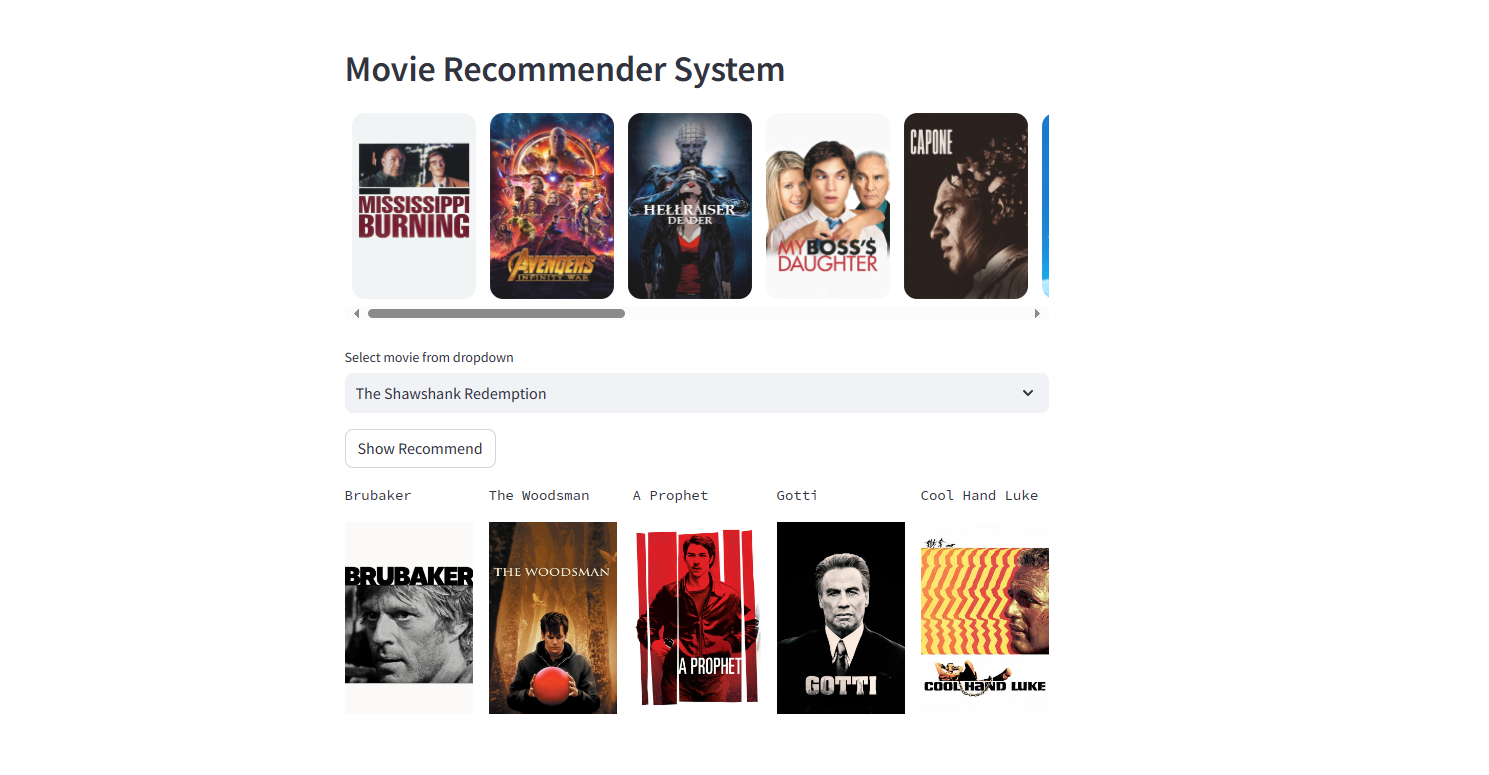 Movie Recommender System
MISSISSIPPI
BURNING
AVENGERS
INFINITY WAR
HELLRAISER
DEADER
MY BOSS'$
DAUGHTER
CAPONE
Select movie from dropdown
The Shawshank Redemption
Show Recommend
Brubaker
The Woodsman
A Prophet
Gotti
Cool Hand Luke
BRUBAKER
THE WOODSMAN
A PROPHET
GOTTI
COOL HAND LUKE